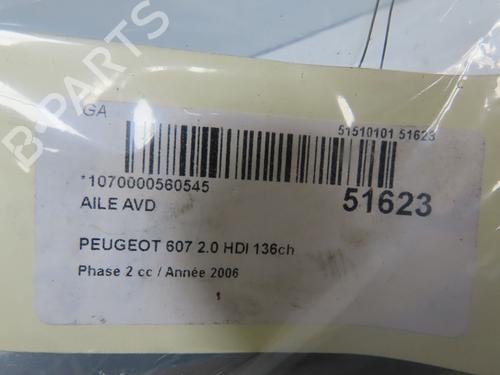 GA
51510101 51623
*1070000560545
51623
AILE AVD
PEUGEOT 607 2.0 HDI 136ch
Phase 2 cc / Année 2006
B-PARTS